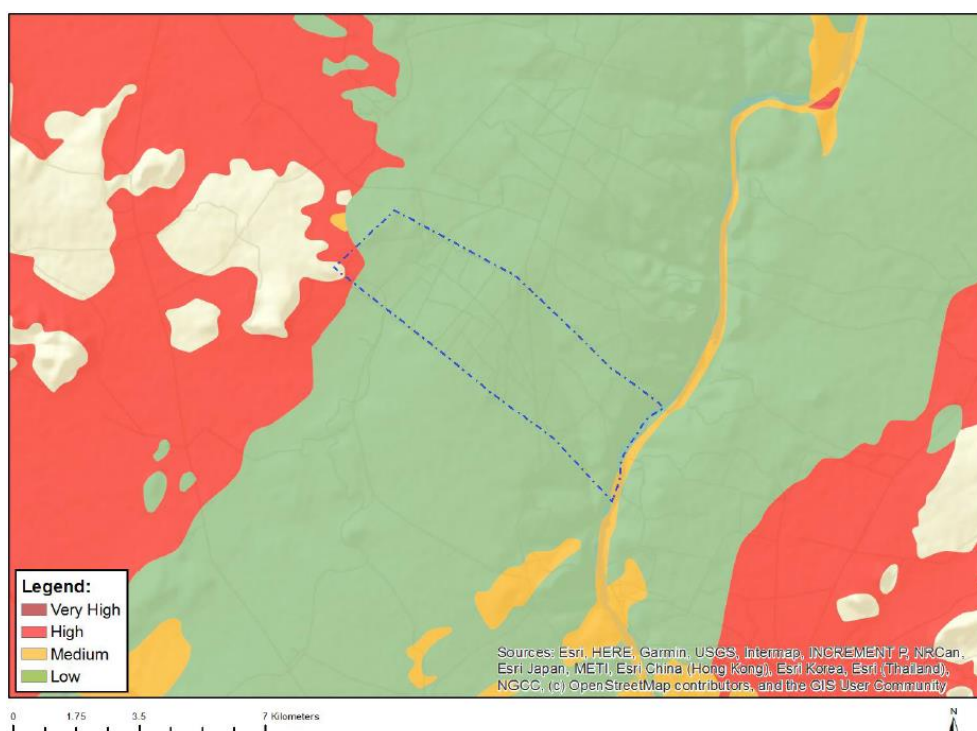 Legend:
Very High
High
Medium
Low
Sources: Esri, HERE, Garmin, USGS, Intermap, INCREMENT P, NRCan,
Esri Japan, METI, Esri China (Hong Kong), Esri Korea, Esri (Thailand),
NGCC, (c) OpenStreetMap contributors, and the GIS User Community
0 1.75 3.5 7 Kilometers
N